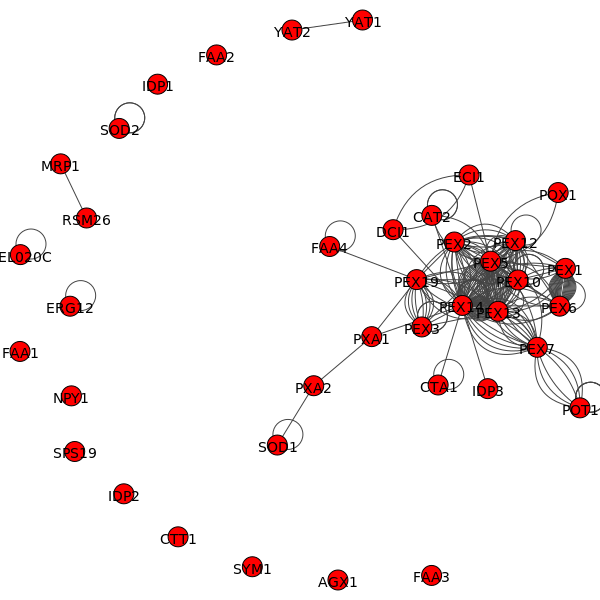 YAT1
YAT2
FAA2
IDP1
SOD2
MRP1
ECI1
POX1
CAT2
RSM26
DCI1
PEX2
PEX12
FAA4
EL020C
PEX5
PEX1
PEX19
PEX10
ERG12
PEX14
PEX13
PEX6
PEX3
PXA1
PEX7
FAA1
CTA1
IDP3
PXA2
NPY1
POT1
SOD1
SPS19
IDP2
CTT1
SYM1
AGX1
FAA3